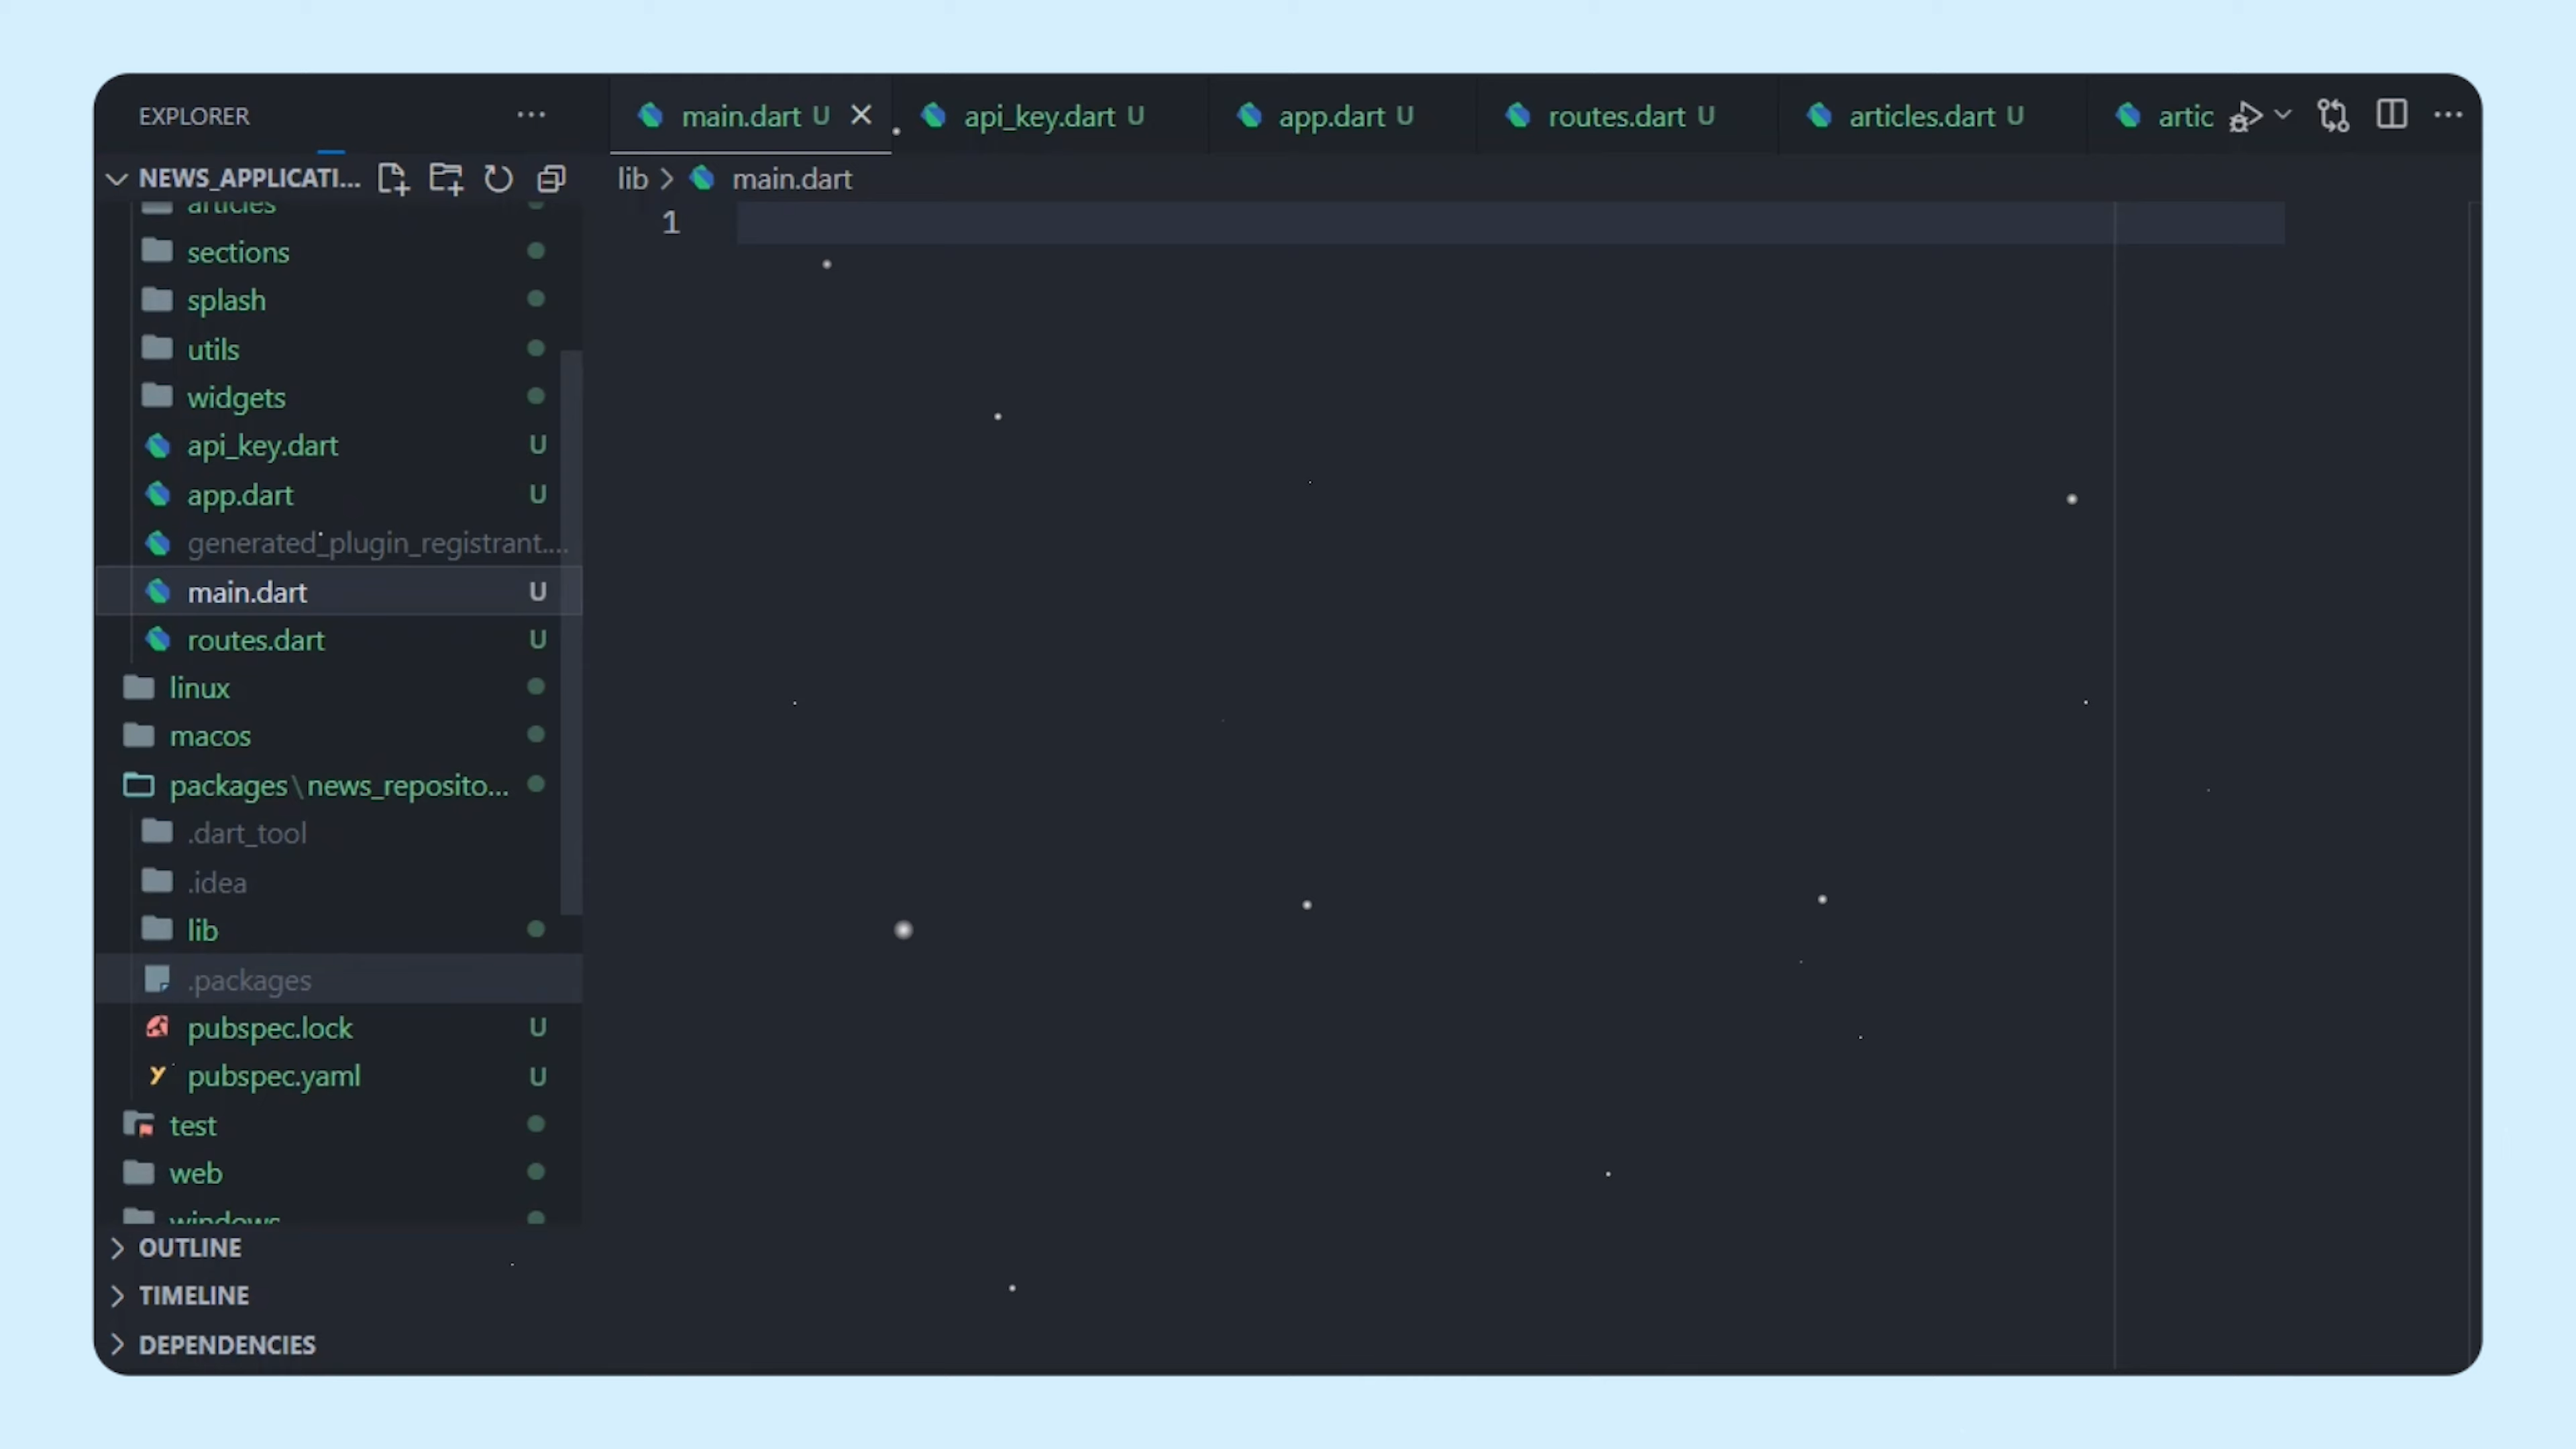 EXPLORER
main.dart U
api_key.dart U
app.dart U
routes.dart U
articles.dart U
artic
NEWS_APPLICATI...
lib > main.dart
1
articles
sections
splash
utils
widgets
api_key.dart U
app.dart U
generated_plugin_registrant....
main.dart U
routes.dart U
linux
macos
packages\news_reposito...
.dart_tool
.idea
lib
.packages
pubspec.lock U
pubspec.yaml U
test
web
windows
OUTLINE
TIMELINE
DEPENDENCIES